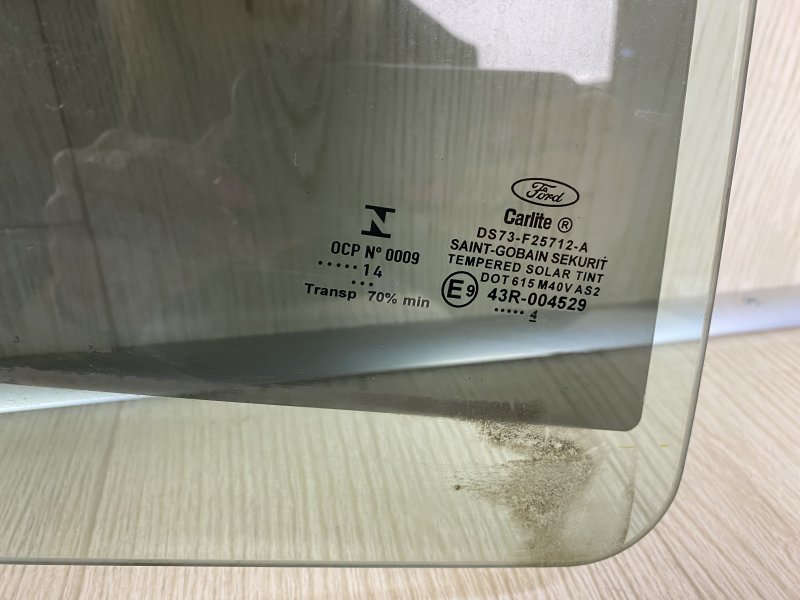 Ford
Carlite ®
DS73-F25712-A
SAINT-GOBAIN SEKURIT
TEMPERED SOLAR TINT
DOT 615 M40V AS2
E9 43R-004529
..... 4
N
OCP Nº 0009
..... 14
...
Transp 70% min